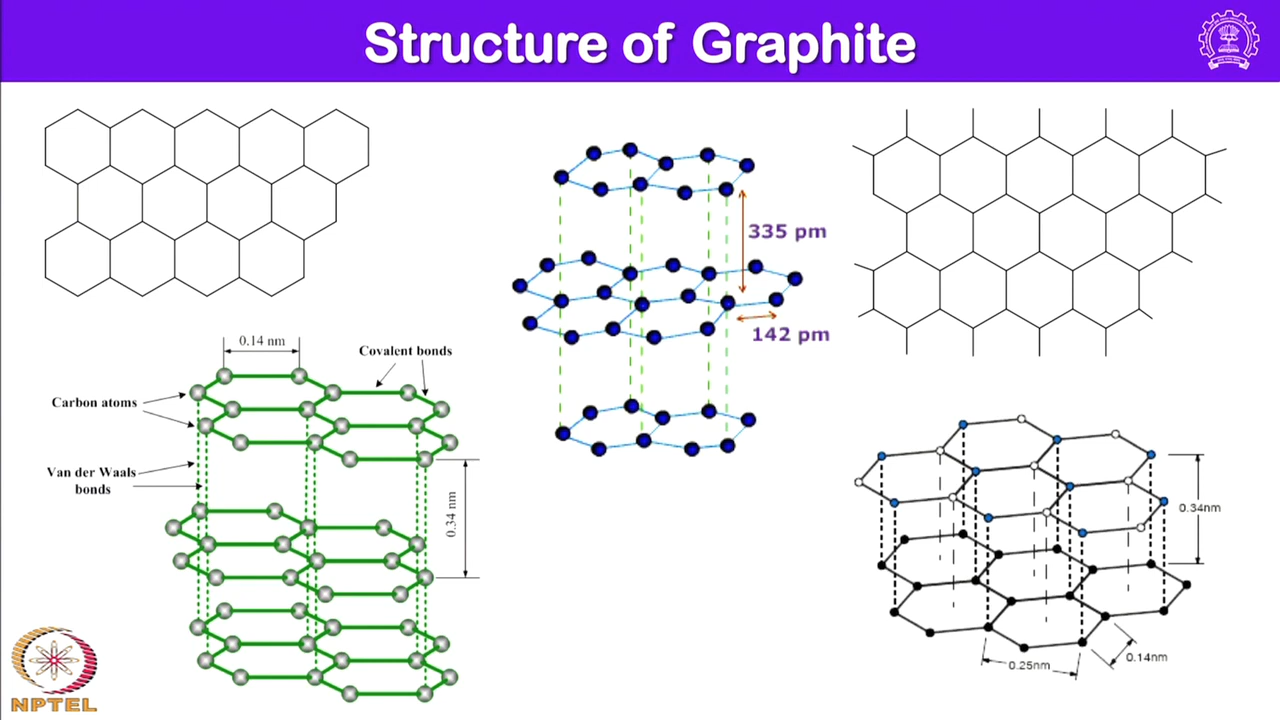 Structure of Graphite
335 pm
142 pm
0.14 nm
Covalent bonds
Carbon atoms
Van der Waals
bonds
0.34 nm
0.34nm
0.25nm
0.14nm
NPTEL